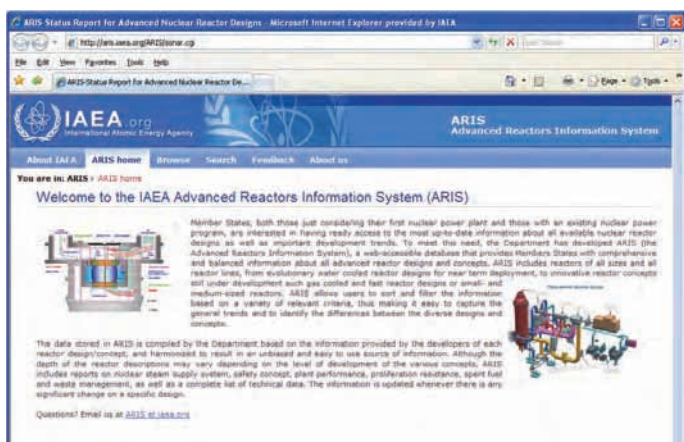 ARIS-Status Report for Advanced Nuclear Reactor Designs - Microsoft Internet Explorer provided by IAEA
http://aris.iaea.org/ARIS/sonar.cgi
File Edit View Favorites Tools Help
ARIS-Status Report for Advanced Nuclear Reactor De...
Page Tools
IAEA.org
International Atomic Energy Agency
ARIS
Advanced Reactors Information System
About IAEA ARIS home Browse Search Feedback About us
You are in: ARIS › ARIS home
Welcome to the IAEA Advanced Reactors Information System (ARIS)
Member States, both those just considering their first nuclear power plant and those with an existing nuclear power
program, are interested in having ready access to the most up-to-date information about all available nuclear reactor
designs as well as important development trends. To meet this need, the Department has developed ARIS (the
Advanced Reactors Information System), a web-accessible database that provides Members States with comprehensive
and balanced information about all advanced reactor designs and concepts. ARIS includes reactors of all sizes and all
reactor lines, from evolutionary water cooled reactor designs for near term deployment, to innovative reactor concepts
still under development such gas cooled and fast reactor designs or small- and
medium-sized reactors. ARIS allows users to sort and filter the information
based on a variety of relevant criteria, thus making it easy to capture the
general trends and to identify the differences between the diverse designs and
concepts.
The data stored in ARIS is compiled by the Department based on the information provided by the developers of each
reactor design/concept, and harmonized to result in an unbiased and easy to use source of information. Although the
depth of the reactor descriptions may vary depending on the level of development of the various concepts, ARIS
includes reports on nuclear steam supply system, safety concept, plant performance, proliferation resistance, spent fuel
and waste management, as well as a complete list of technical data. The information is updated whenever there is any
significant change on a specific design.
Questions? Email us at ARIS at iaea.org